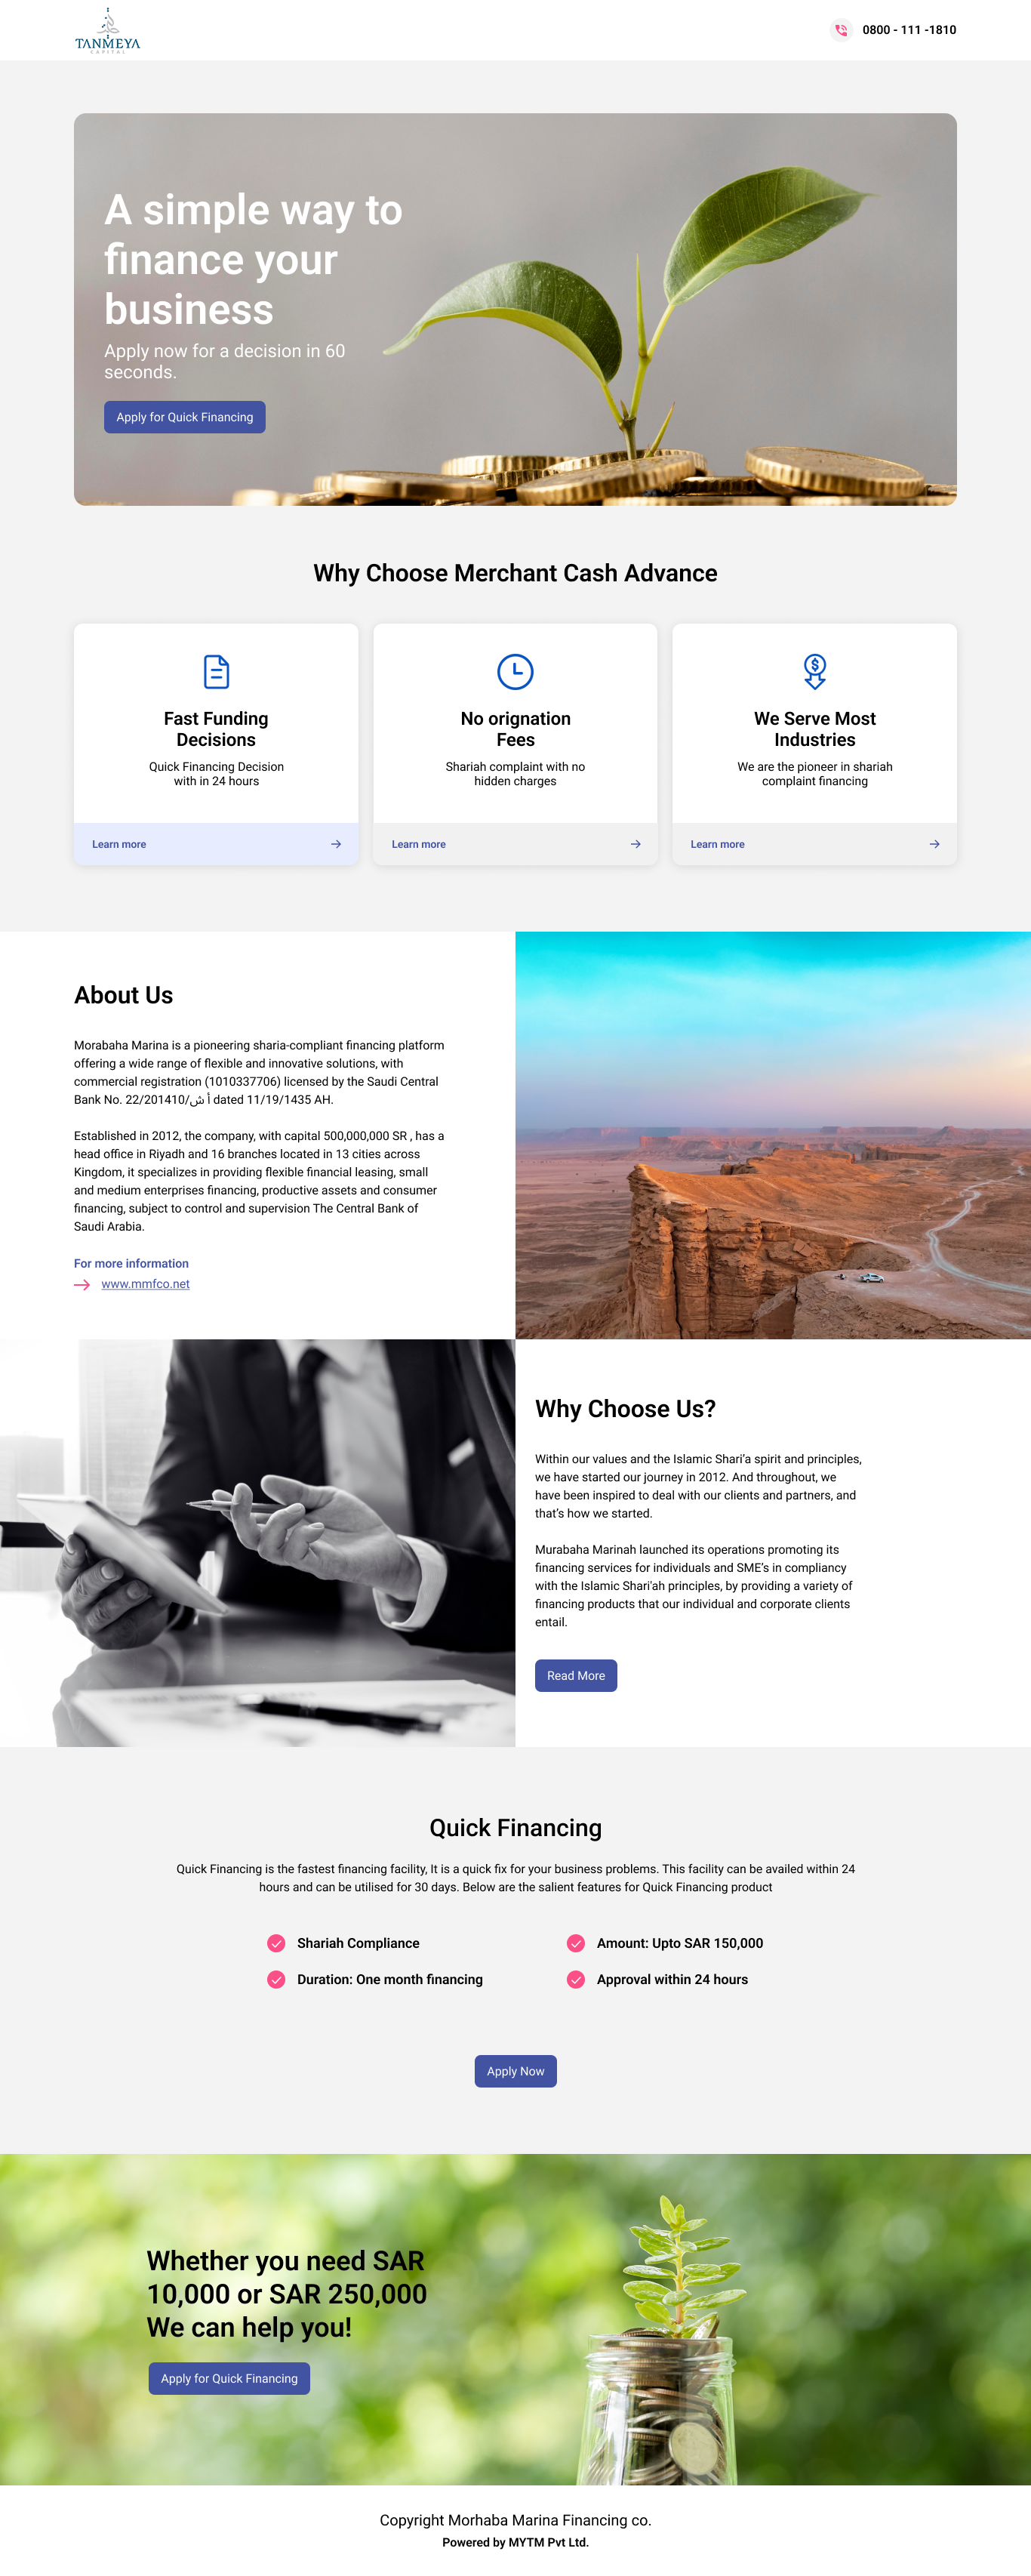 TANMEYA
CAPITAL
0800 - 111 -1810
A simple way to
finance your
business
Apply now for a decision in 60
seconds.
Apply for Quick Financing
Why Choose Merchant Cash Advance
Fast Funding
Decisions
Quick Financing Decision
with in 24 hours
Learn more
No orignation
Fees
Shariah complaint with no
hidden charges
Learn more
We Serve Most
Industries
We are the pioneer in shariah
complaint financing
Learn more
About Us
Morabaha Marina is a pioneering sharia-compliant financing platform
offering a wide range of flexible and innovative solutions, with
commercial registration (1010337706) licensed by the Saudi Central
Bank No. 22/201410/أ ش dated 11/19/1435 AH.
Established in 2012, the company, with capital 500,000,000 SR , has a
head office in Riyadh and 16 branches located in 13 cities across
Kingdom, it specializes in providing flexible financial leasing, small
and medium enterprises financing, productive assets and consumer
financing, subject to control and supervision The Central Bank of
Saudi Arabia.
For more information
www.mmfco.net
Why Choose Us?
Within our values and the Islamic Shari’a spirit and principles,
we have started our journey in 2012. And throughout, we
have been inspired to deal with our clients and partners, and
that’s how we started.
Murabaha Marinah launched its operations promoting its
financing services for individuals and SME’s in compliancy
with the Islamic Shari’ah principles, by providing a variety of
financing products that our individual and corporate clients
entail.
Read More
Quick Financing
Quick Financing is the fastest financing facility, It is a quick fix for your business problems. This facility can be availed within 24
hours and can be utilised for 30 days. Below are the salient features for Quick Financing product
Shariah Compliance
Amount: Upto SAR 150,000
Duration: One month financing
Approval within 24 hours
Apply Now
Whether you need SAR
10,000 or SAR 250,000
We can help you!
Apply for Quick Financing
Copyright Morhaba Marina Financing co.
Powered by MYTM Pvt Ltd.